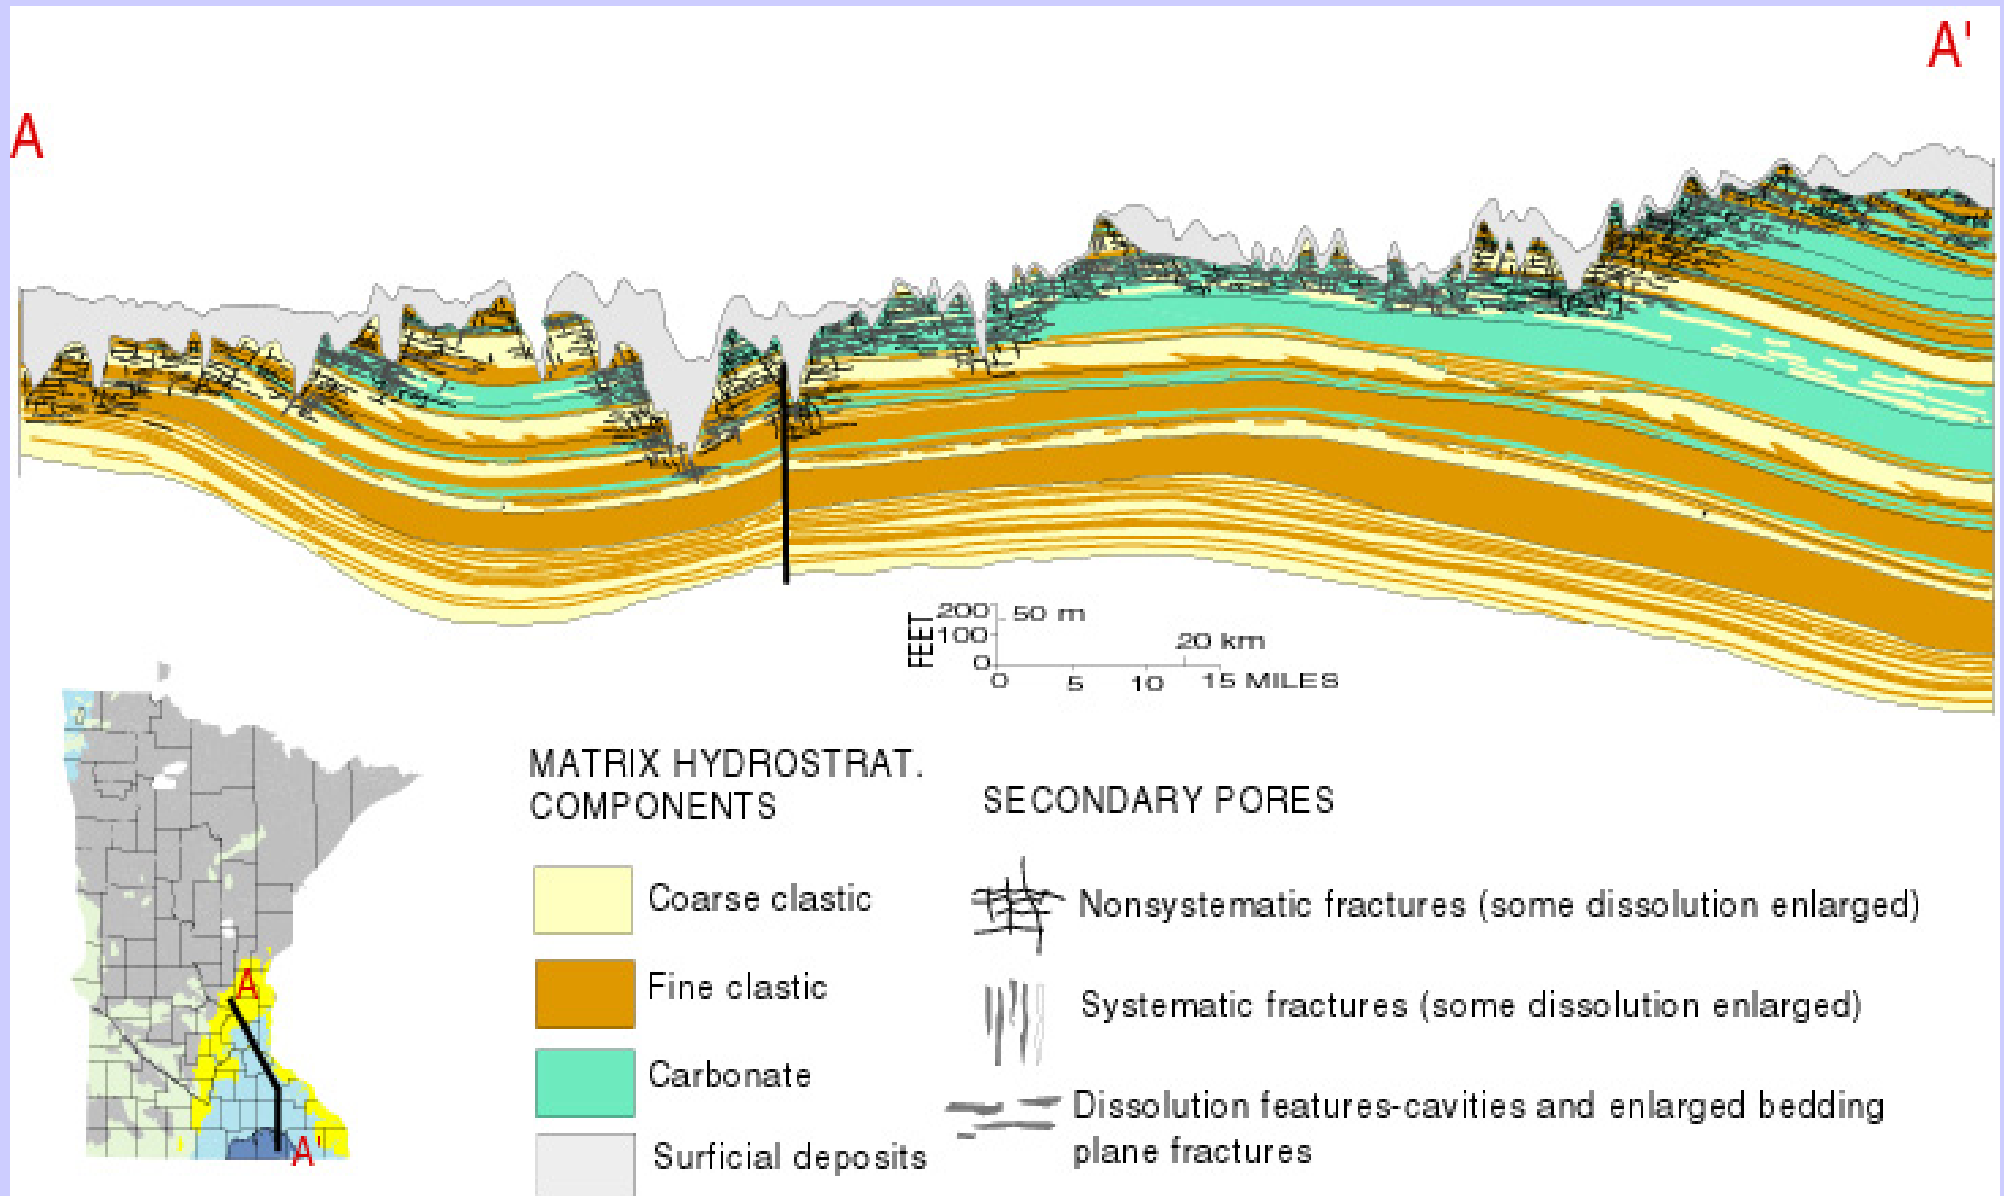 A'
A
FEET
200 50 m
100 20 km
0
0 5 10 15 MILES
MATRIX HYDROSTRAT.
COMPONENTS
SECONDARY PORES
Coarse clastic
Nonsystematic fractures (some dissolution enlarged)
Fine clastic
Systematic fractures (some dissolution enlarged)
Carbonate
Dissolution features-cavities and enlarged bedding
plane fractures
Surficial deposits
A
A'